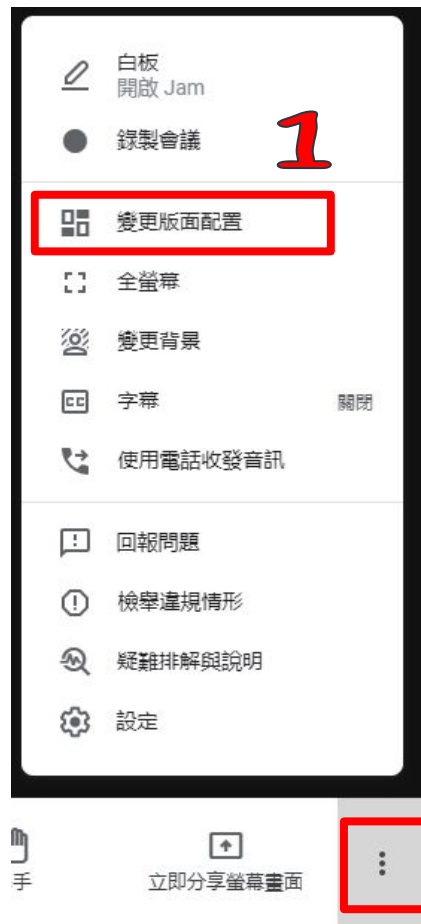 白板
開啟 Jam
錄製會議
1
變更版面配置
全螢幕
變更背景
CC
字幕
關閉
使用電話收發音訊
回報問題
檢舉違規情形
疑難排解與說明
設定
手
立即分享螢幕畫面